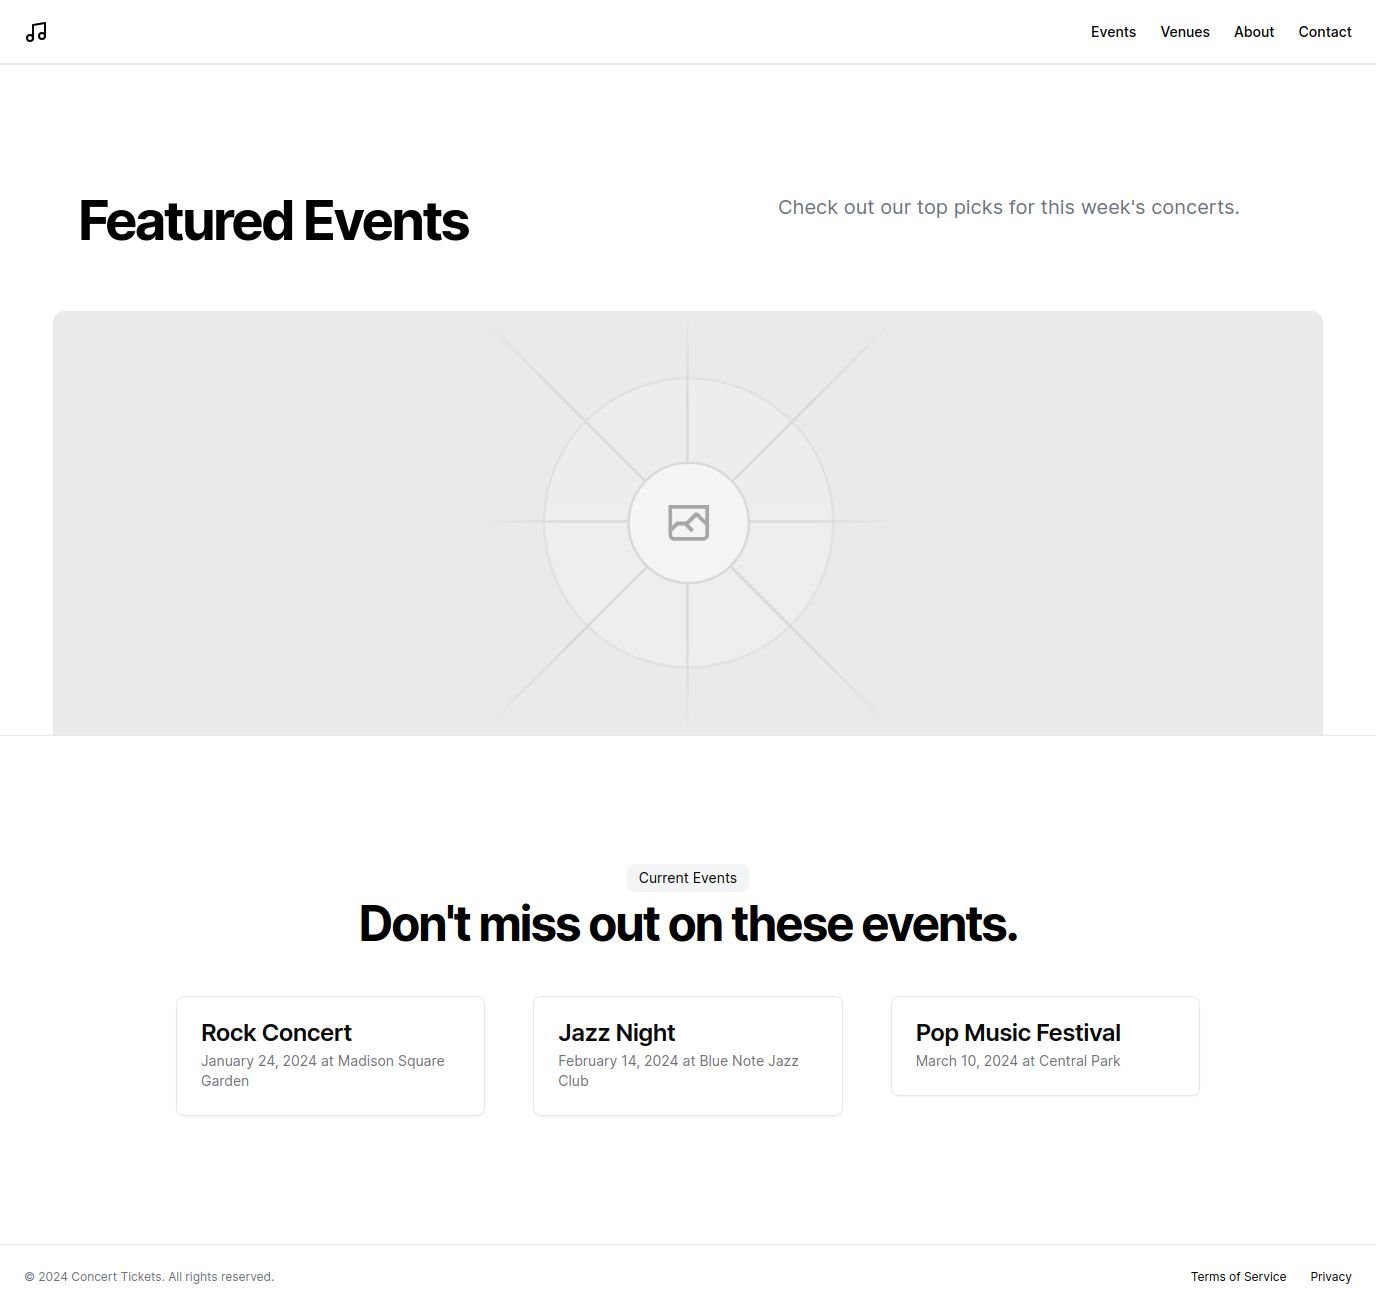 Events Venues About Contact
Featured Events
Check out our top picks for this week's concerts.
Current Events
Don't miss out on these events.
Rock Concert
January 24, 2024 at Madison Square
Garden
Jazz Night
February 14, 2024 at Blue Note Jazz
Club
Pop Music Festival
March 10, 2024 at Central Park
© 2024 Concert Tickets. All rights reserved.
Terms of Service Privacy